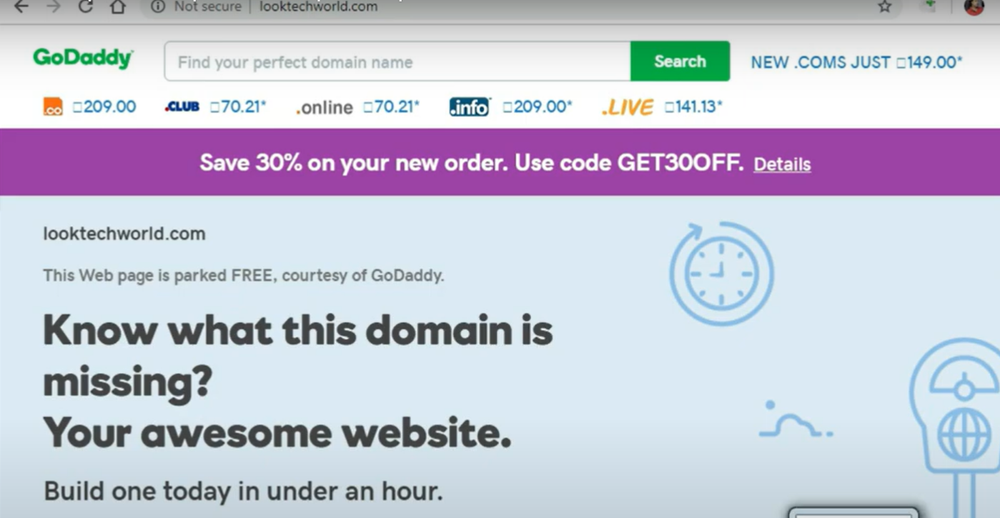 Not secure | looktechworld.com
GoDaddy
Find your perfect domain name
Search
NEW .COMS JUST □149.00*
.co □209.00 .CLUB □70.21* .online □70.21* .info □209.00* .LIVE □141.13*
Save 30% on your new order. Use code GET30OFF. Details
looktechworld.com
This Web page is parked FREE, courtesy of GoDaddy.
Know what this domain is
missing?
Your awesome website.
Build one today in under an hour.